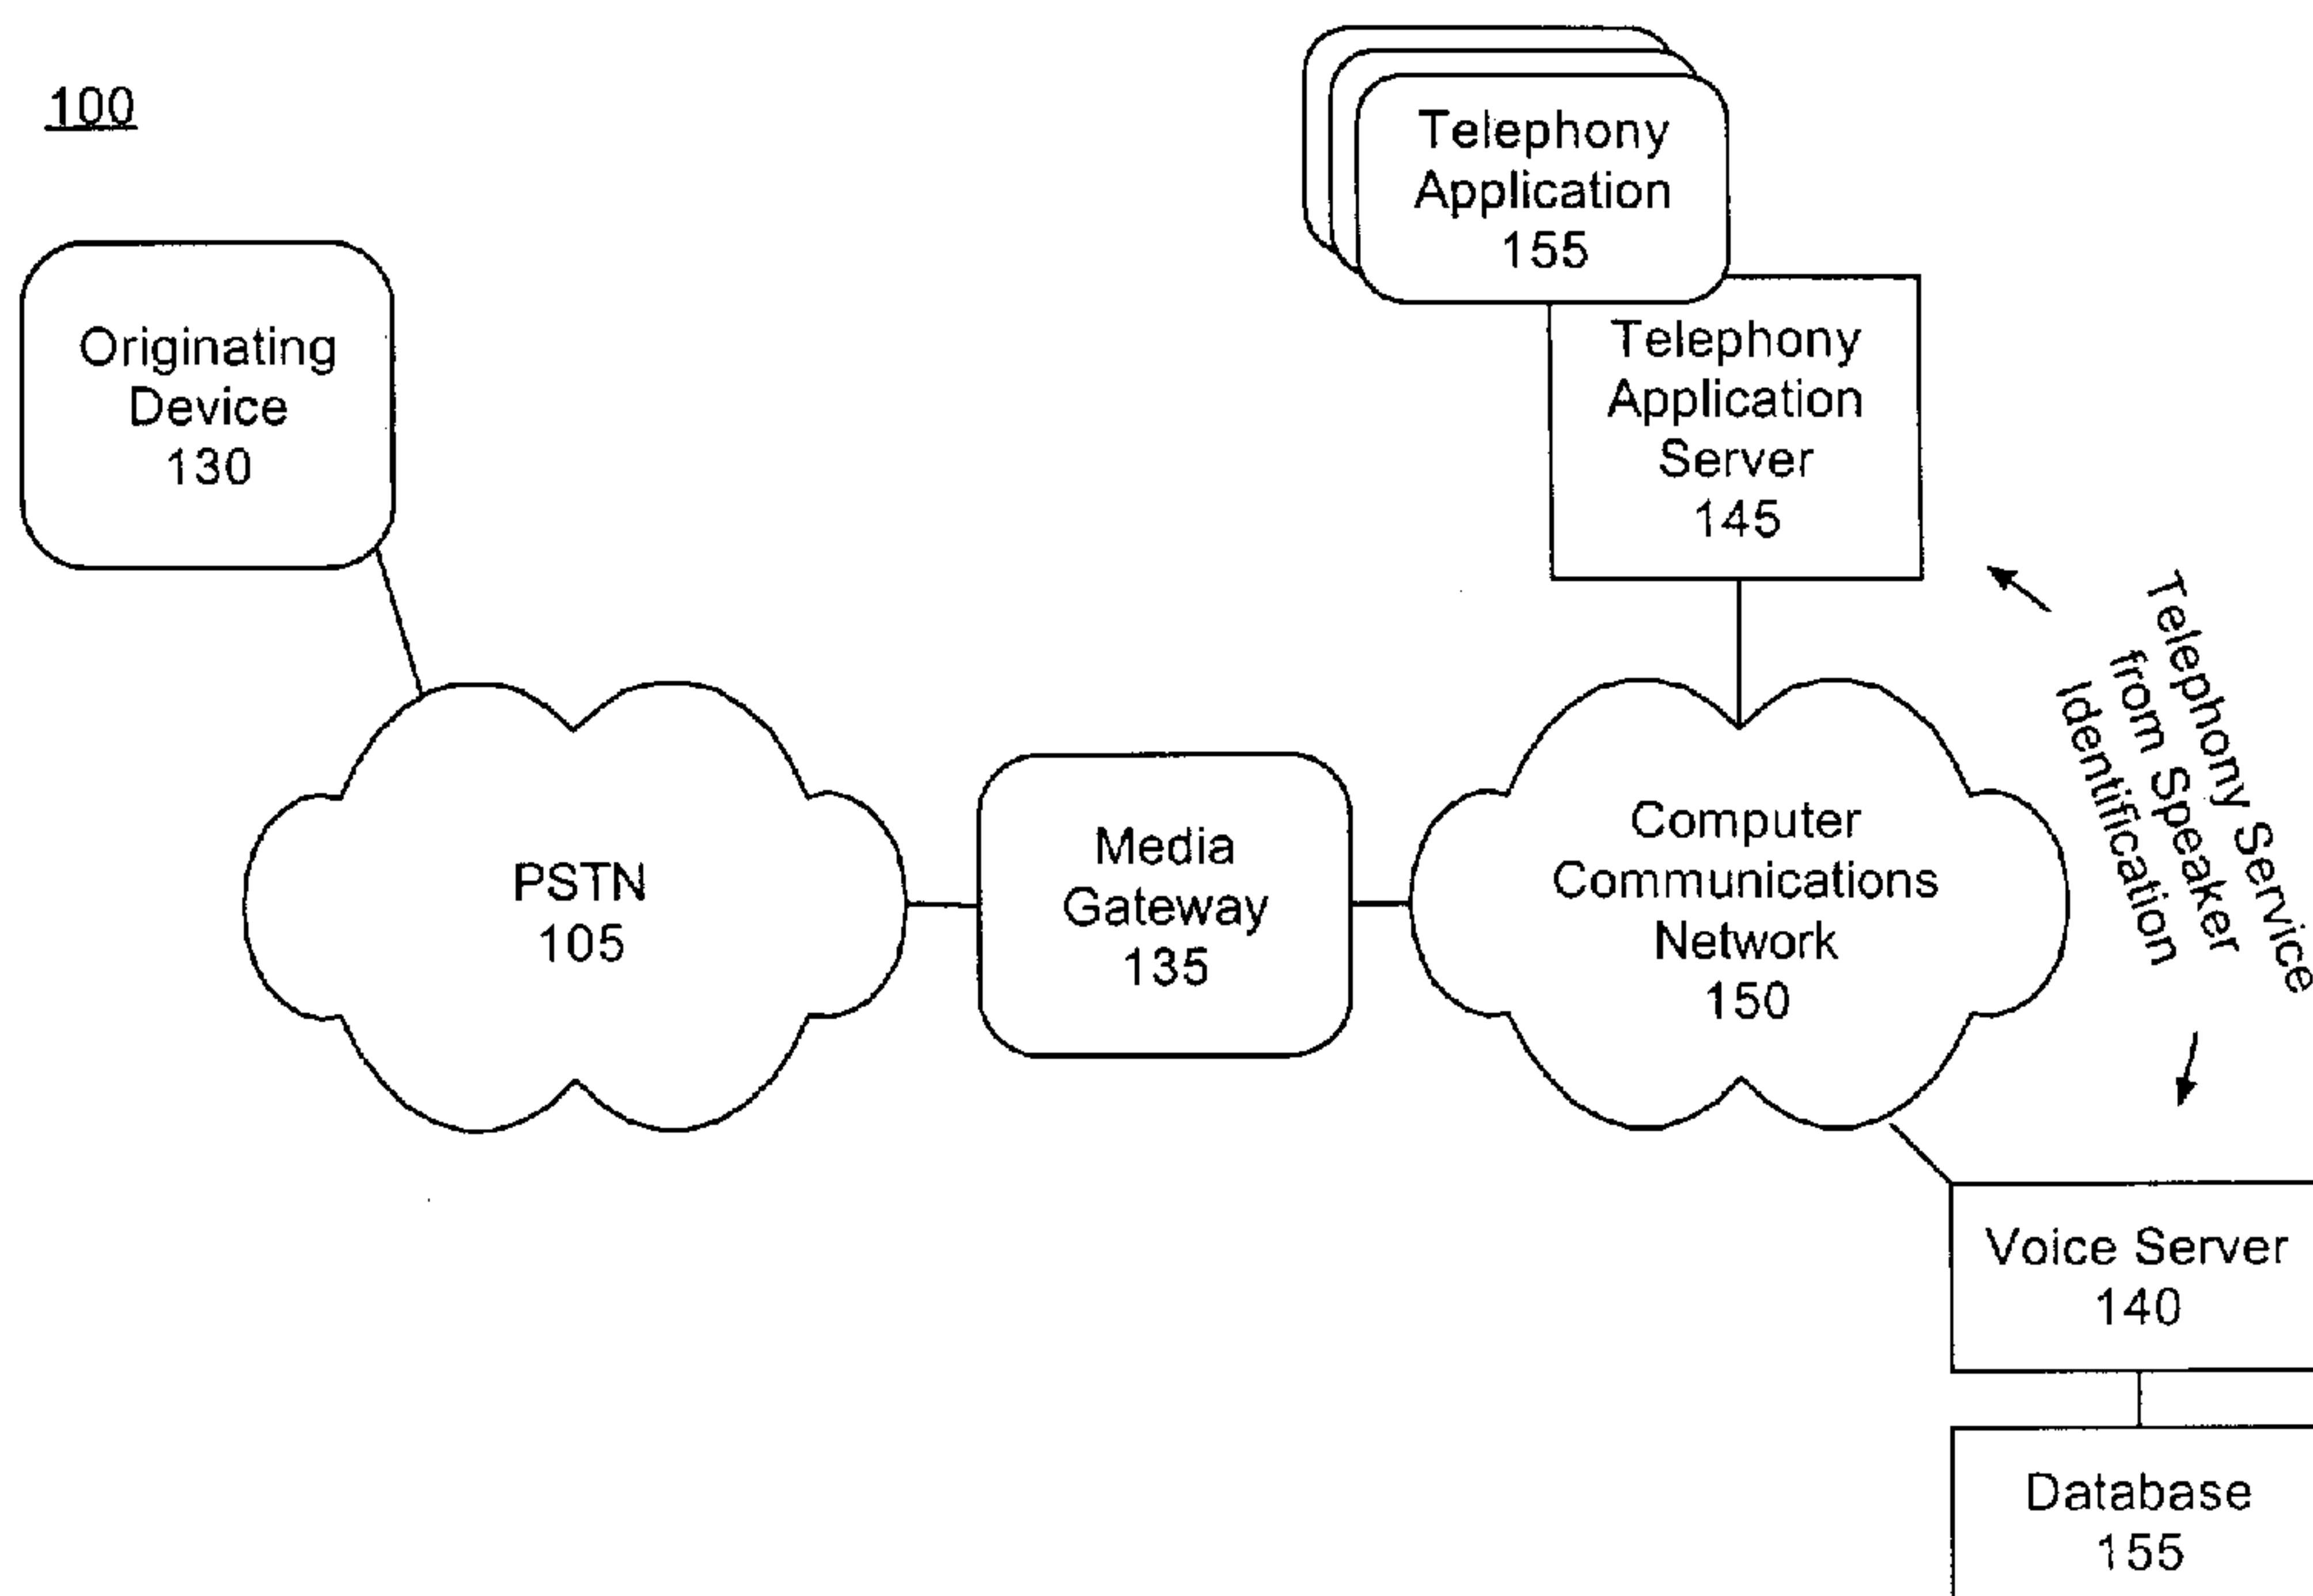 100
Telephony
Application
155
Originating
Device
130
Telephony
Application
Server
145
Telephony Service
from Speaker
Identification
PSTN
105
Media
Gateway
135
Computer
Communications
Network
150
Voice Server
140
Database
155